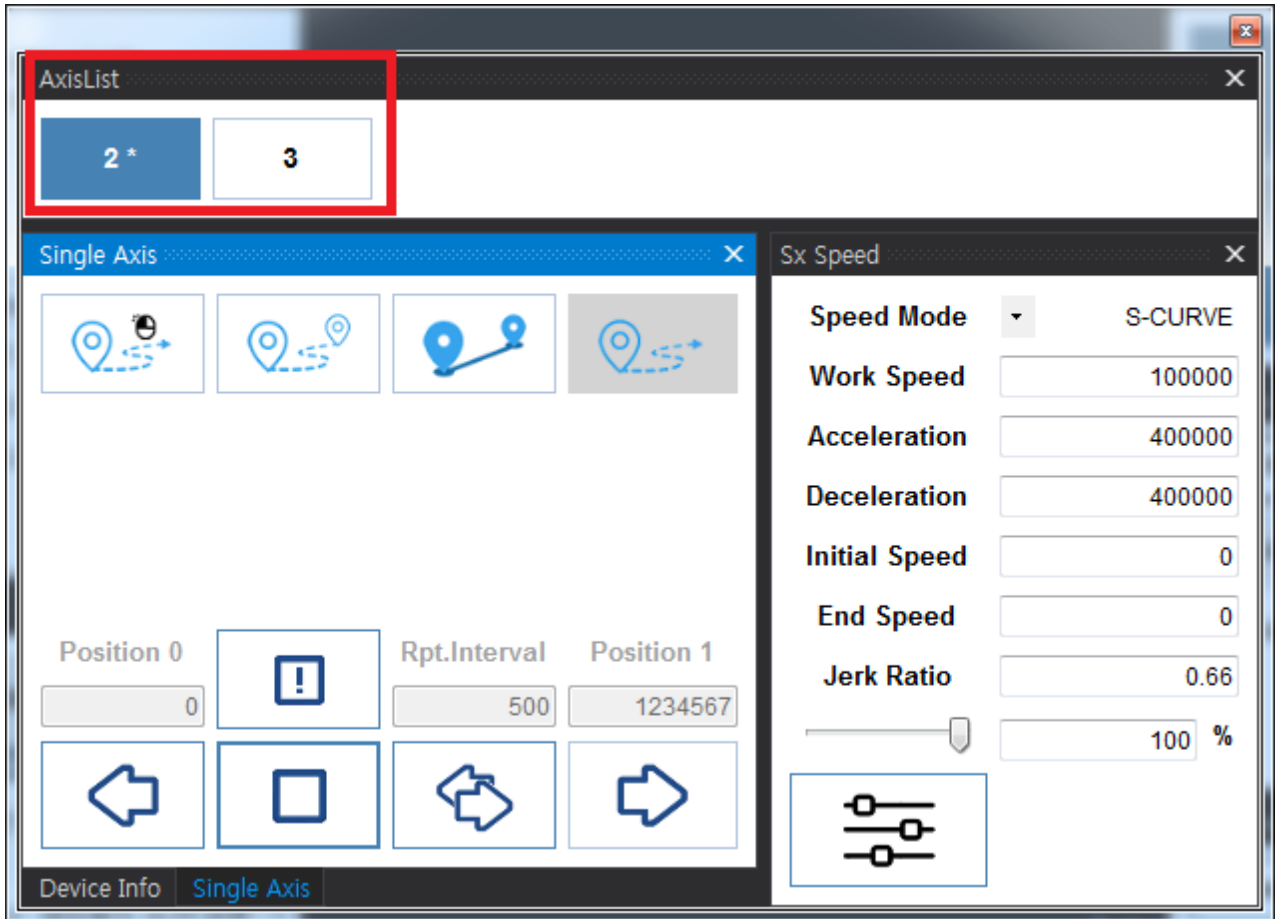 AxisList
2 *
3
Single Axis
Position 0
Rpt.Interval
Position 1
0
500
1234567
Device Info
Single Axis
Sx Speed
Speed Mode
S-CURVE
Work Speed
100000
Acceleration
400000
Deceleration
400000
Initial Speed
0
End Speed
0
Jerk Ratio
0.66
100 %